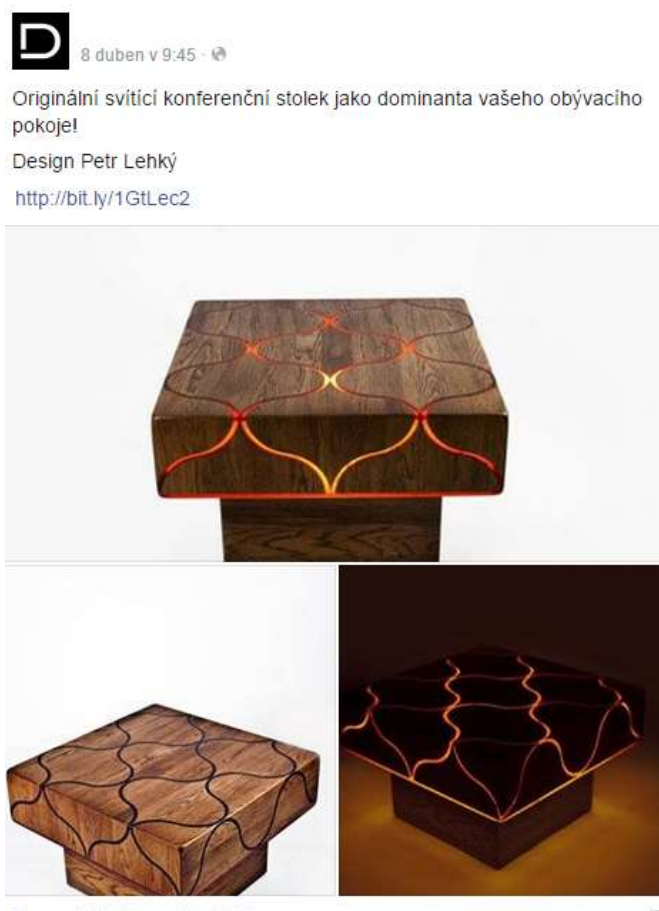 D
8 duben v 9:45 ·
Originální svítící konferenční stolek jako dominanta vašeho obývacího
pokoje!
Design Petr Lehký
http://bit.ly/1GtLec2